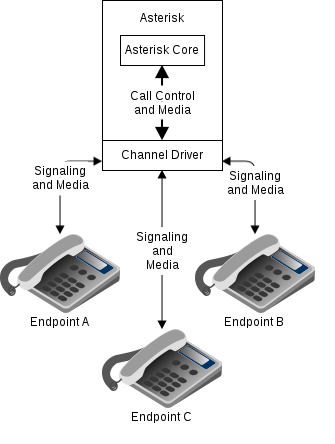 Asterisk
Asterisk Core
Call Control
and Media
Channel Driver
Signaling
and Media
Signaling
and Media
Signaling
and
Media
Endpoint A
Endpoint B
Endpoint C